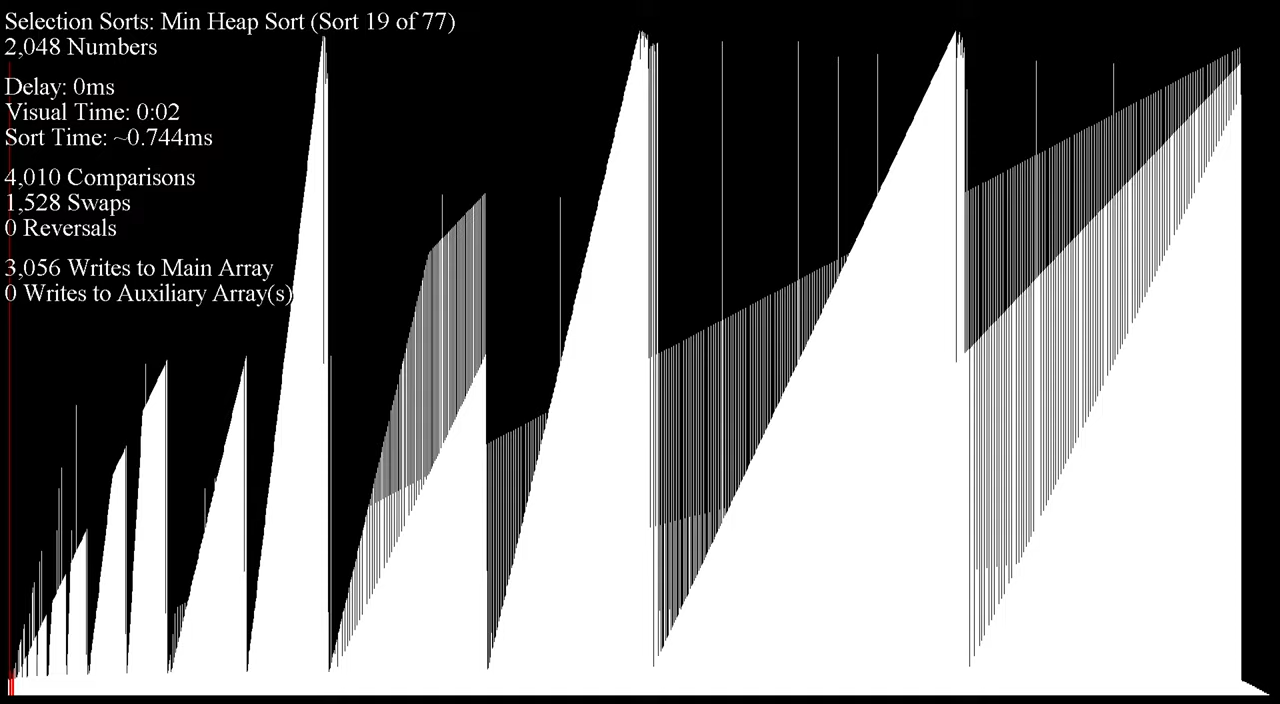 Selection Sorts: Min Heap Sort (Sort 19 of 77)
2,048 Numbers
Delay: 0ms
Visual Time: 0:02
Sort Time: ~0.744ms
4,010 Comparisons
1,528 Swaps
0 Reversals
3,056 Writes to Main Array
0 Writes to Auxiliary Array(s)